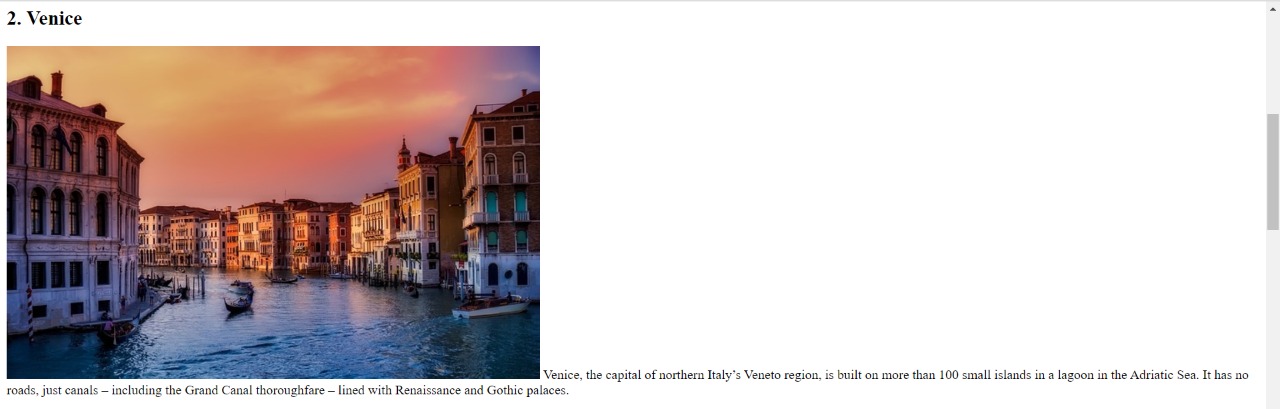 2. Venice
Venice, the capital of northern Italy’s Veneto region, is built on more than 100 small islands in a lagoon in the Adriatic Sea. It has no
roads, just canals – including the Grand Canal thoroughfare – lined with Renaissance and Gothic palaces.